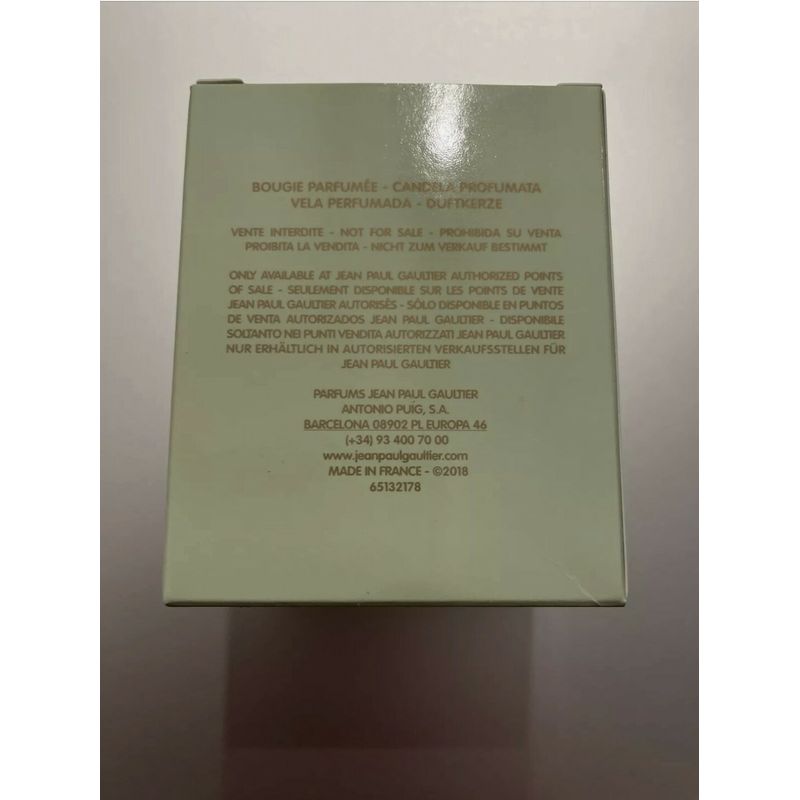 BOUGIE PARFUMÉE - CANDELA PROFUMATA
VELA PERFUMADA - DUFTKERZE
VENTE INTERDITE - NOT FOR SALE - PROHIBIDA SU VENTA
PROIBITA LA VENDITA - NICHT ZUM VERKAUF BESTIMMT
ONLY AVAILABLE AT JEAN PAUL GAULTIER AUTHORIZED POINTS
OF SALE - SEULEMENT DISPONIBLE SUR LES POINTS DE VENTE
JEAN PAUL GAULTIER AUTORISÉS - SÓLO DISPONIBLE EN PUNTOS
DE VENTA AUTORIZADOS JEAN PAUL GAULTIER - DISPONIBILE
SOLTANTO NEI PUNTI VENDITA AUTORIZZATI JEAN PAUL GAULTIER
NUR ERHÄLTLICH IN AUTORISIERTEN VERKAUFSSTELLEN FÜR
JEAN PAUL GAULTIER
PARFUMS JEAN PAUL GAULTIER
ANTONIO PUIG, S.A.
BARCELONA 08902 PL EUROPA 46
(+34) 93 400 70 00
www.jeanpaulgaultier.com
MADE IN FRANCE - ©2018
65132178